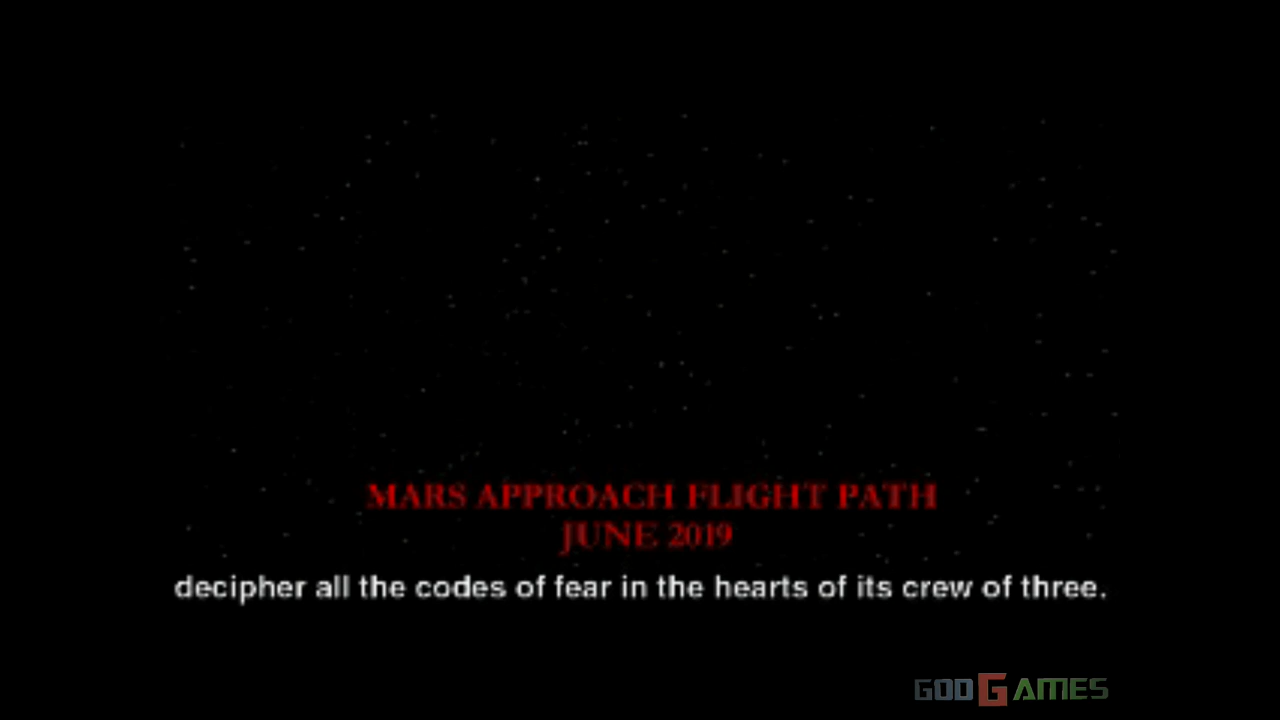 MARS APPROACH FLIGHT PATH
JUNE 2019
decipher all the codes of fear in the hearts of its crew of three.
GODGAMES